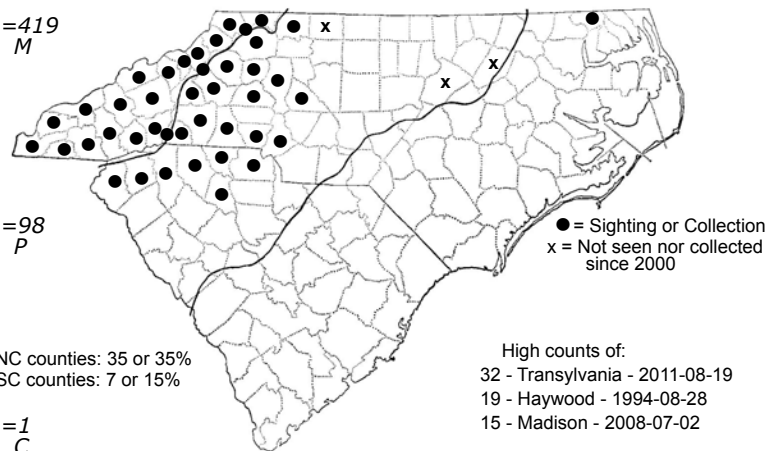 =419
M
x
x
x
=98
P
● = Sighting or Collection
x = Not seen nor collected
since 2000
NC counties: 35 or 35%
SC counties: 7 or 15%
High counts of:
32 - Transylvania - 2011-08-19
19 - Haywood - 1994-08-28
15 - Madison - 2008-07-02
=1
C